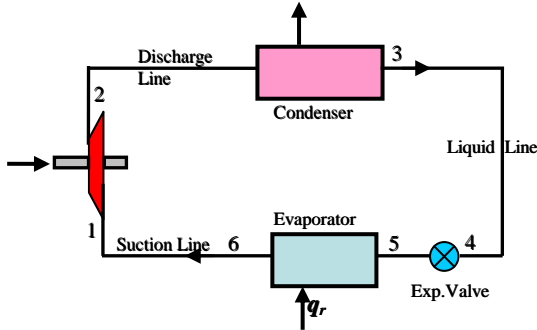 Discharge
Line
3
2
Condenser
Liquid Line
Evaporator
1
Suction Line
6
5
4
Exp.Valve
qr